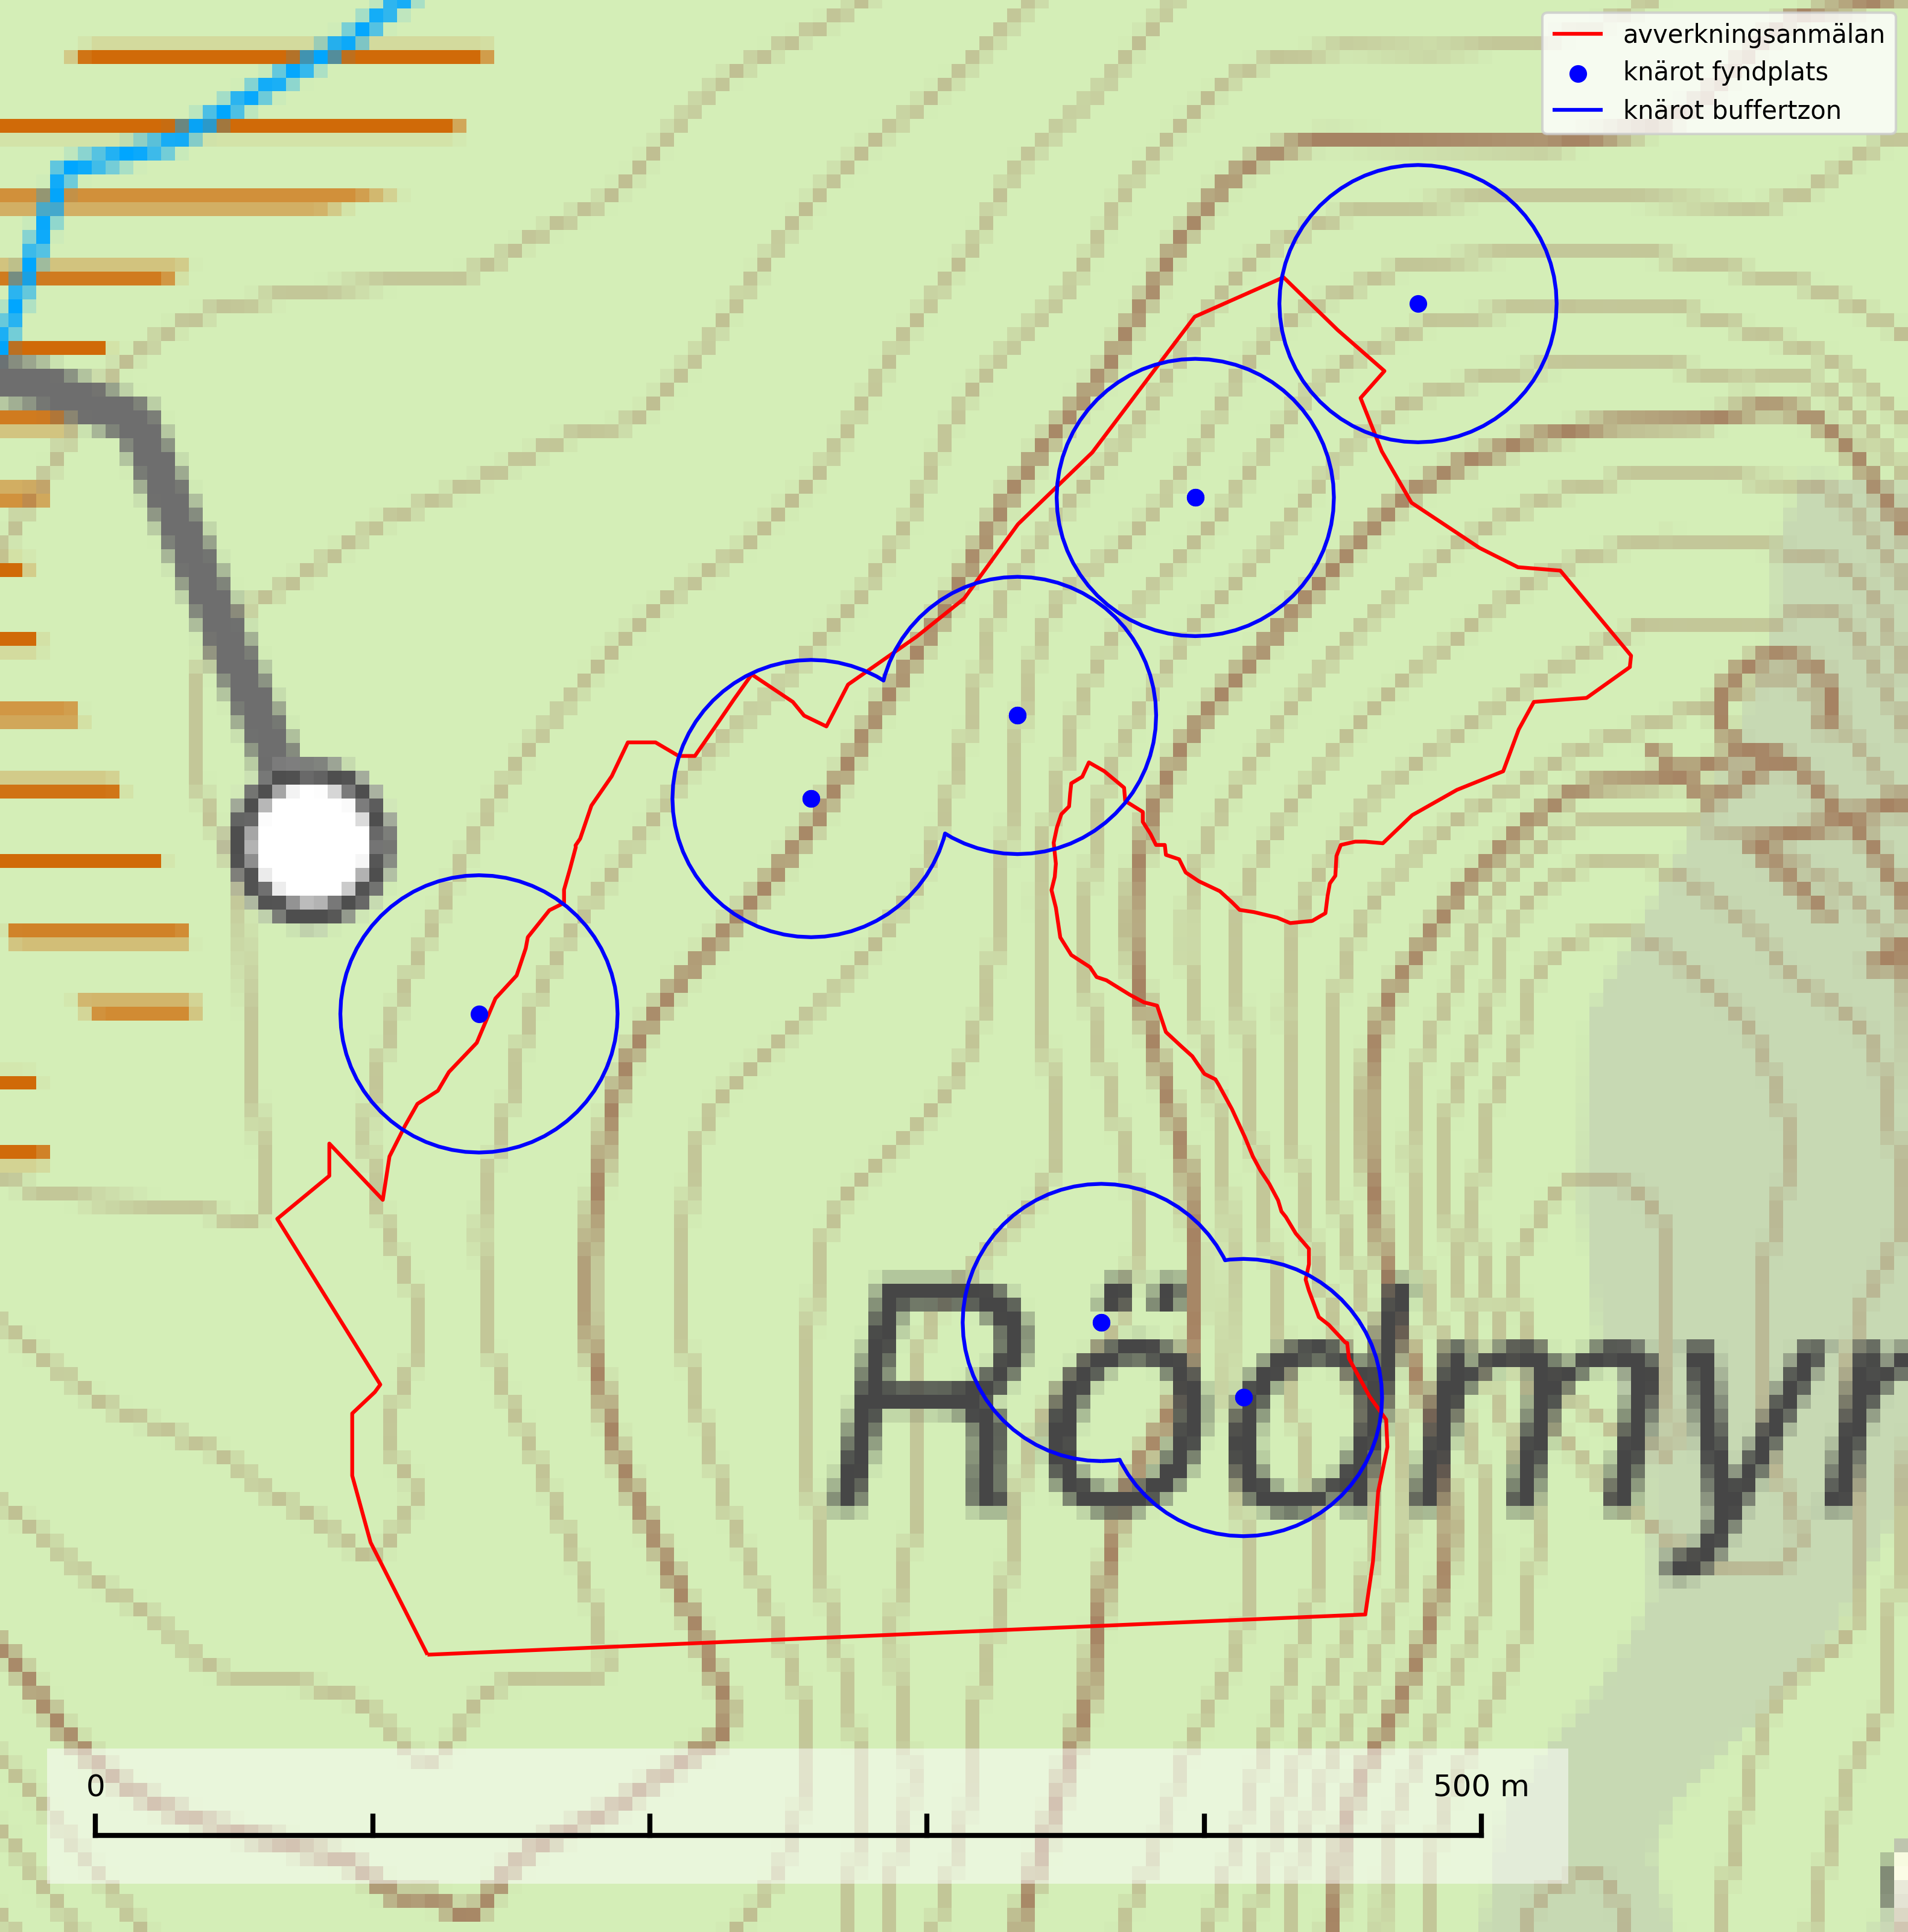 avverkningsanmälan
knärot fyndplats
knärot buffertzon
Rödmyr
0 500 m